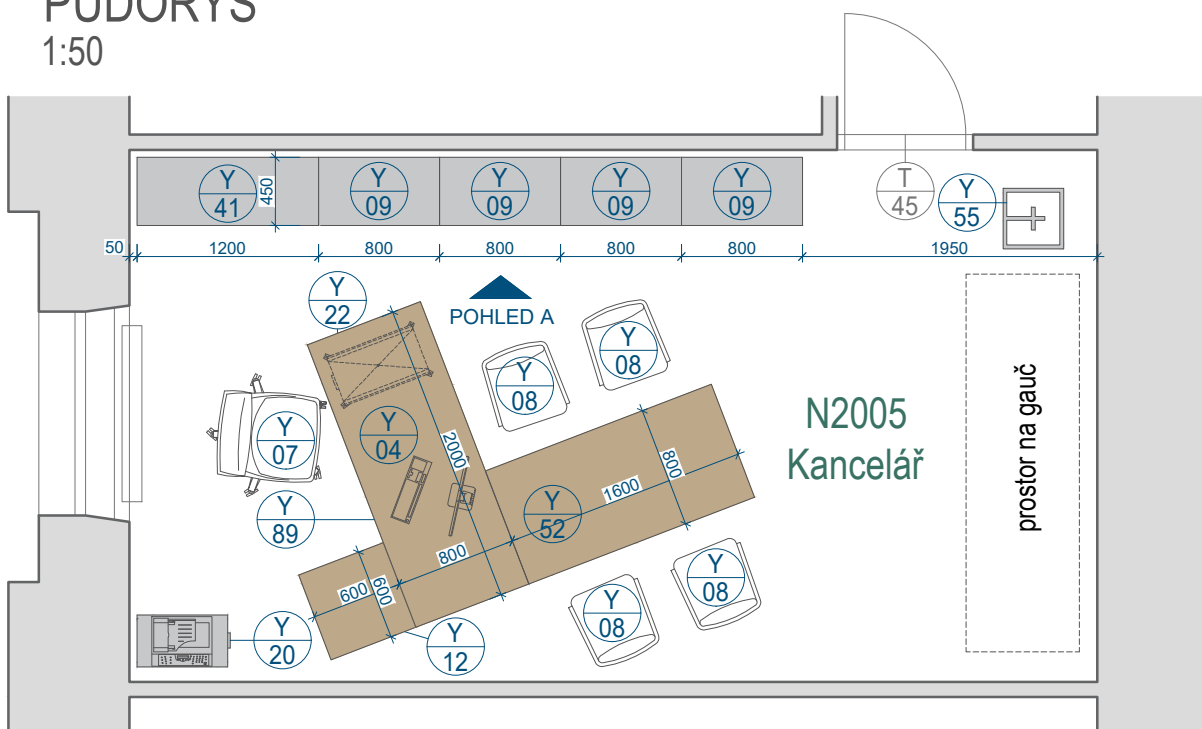 PŮDORYS
1:50
Y
41
450
Y
09
Y
09
Y
09
Y
09
T
45
Y
55
50
1200
800
800
800
800
1950
Y
22
POHLED A
Y
08
Y
08
Y
07
Y
04
2000
N2005
Kancelář
prostor na gauč
800
1600
Y
89
Y
52
800
600
600
Y
08
Y
08
Y
20
Y
12